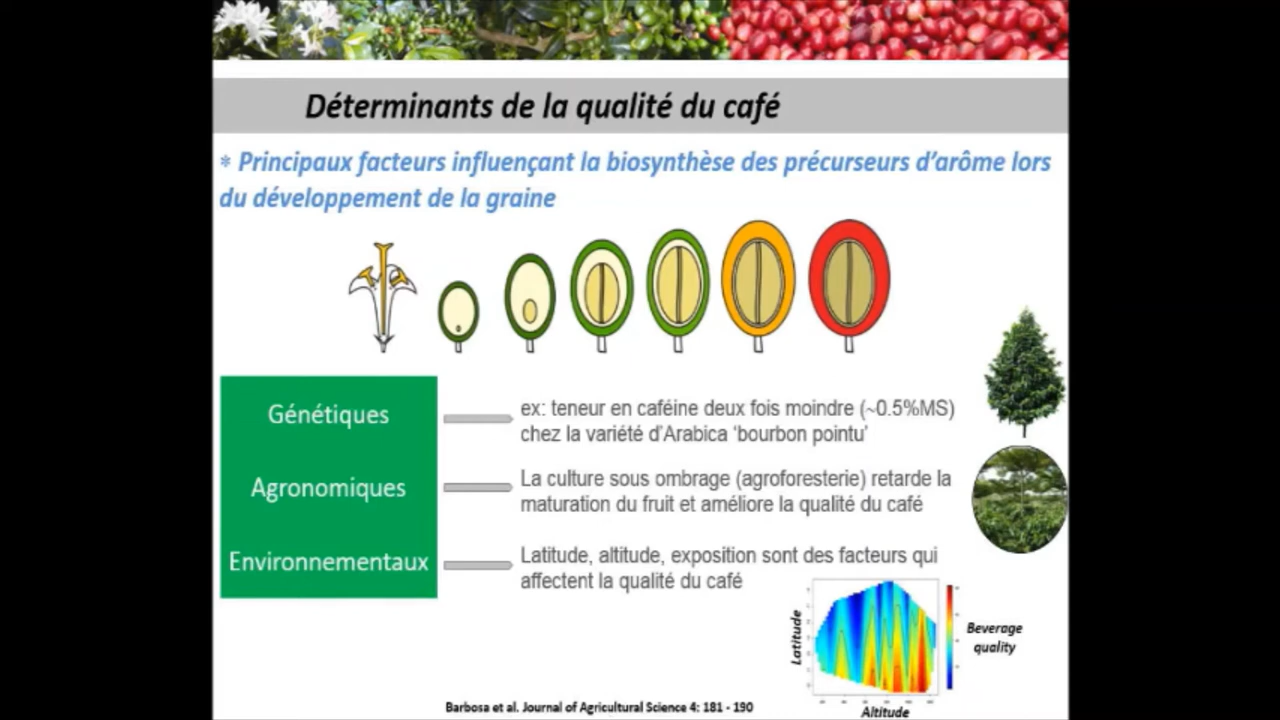 Déterminants de la qualité du café
* Principaux facteurs influençant la biosynthèse des précurseurs d'arôme lors
du développement de la graine
Génétiques
ex: teneur en caféine deux fois moindre (~0.5%MS)
chez la variété d'Arabica 'bourbon pointu'
Agronomiques
La culture sous ombrage (agroforesterie) retarde la
maturation du fruit et améliore la qualité du café
Environnementaux
Latitude, altitude, exposition sont des facteurs qui
affectent la qualité du café
Latitude
Beverage
quality
Altitude
Barbosa et al. Journal of Agricultural Science 4: 181 - 190